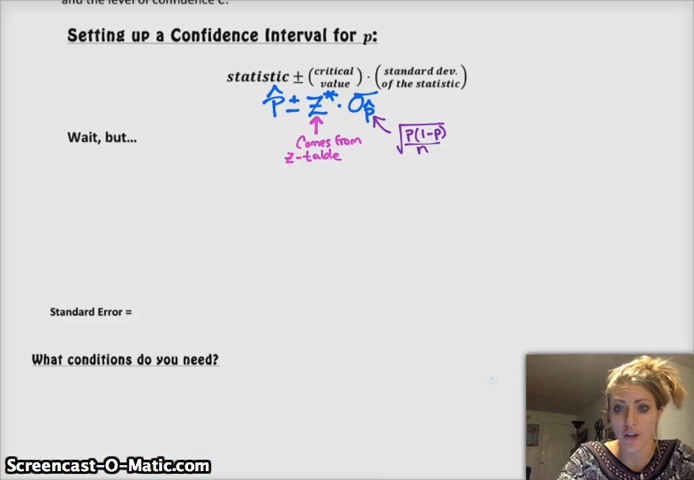 and the level of confidence C.
Setting up a Confidence Interval for p:
statistic ± (critical value) · (standard dev. of the statistic)
p̂ ± z* · σp̂
Comes from
z-table
√(p(1-p)/n)
Wait, but...
Standard Error =
What conditions do you need?
Screencast-O-Matic.com